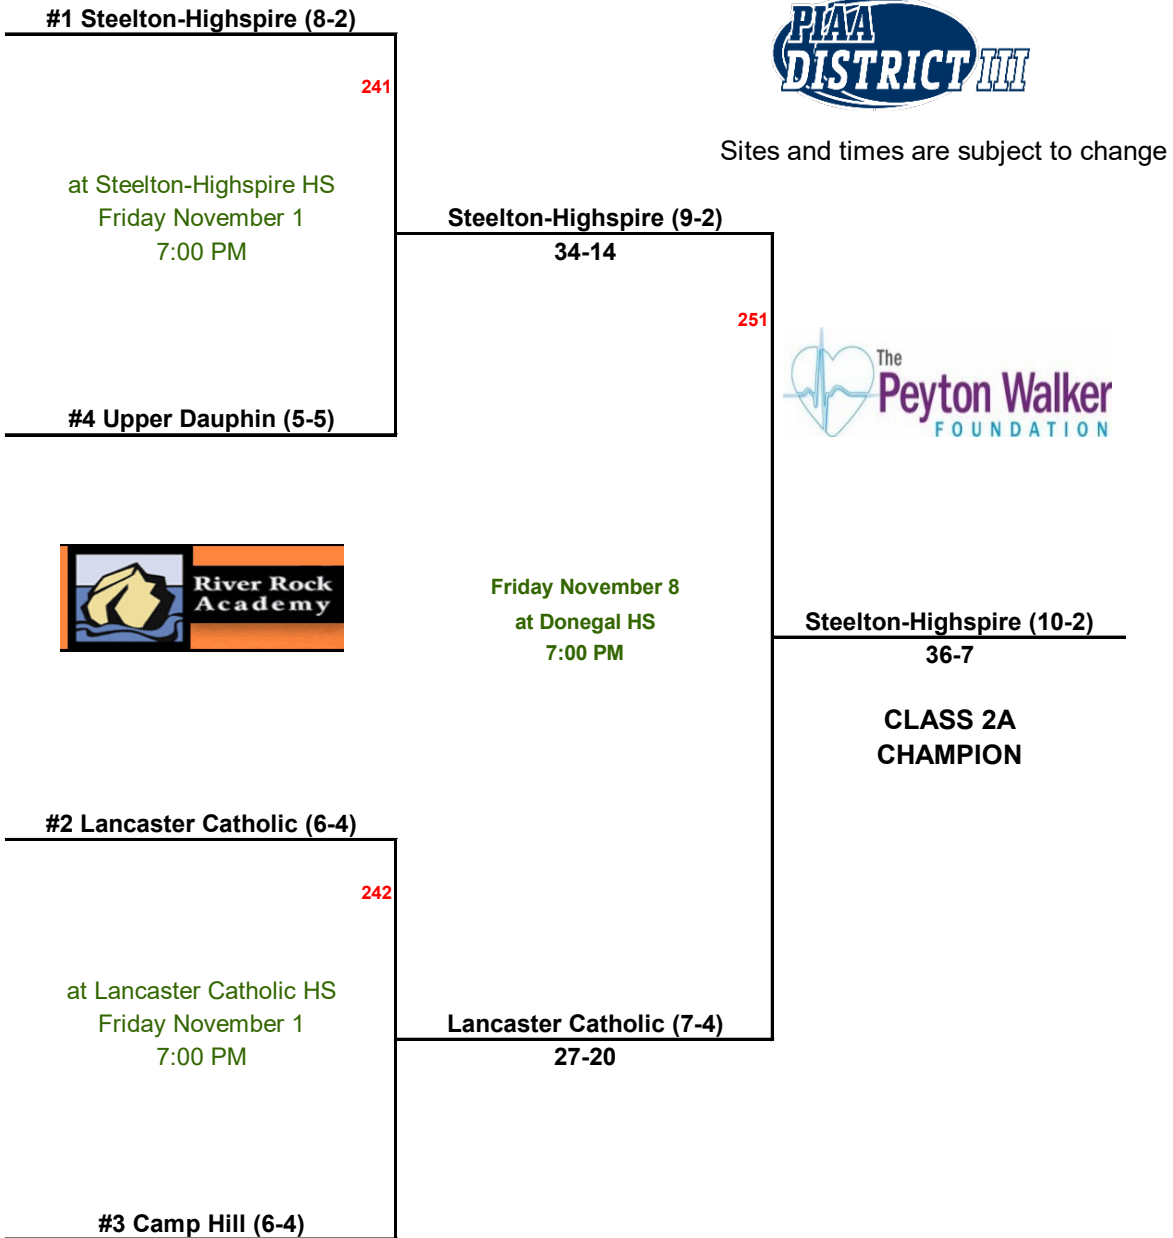 #1 Steelton-Highspire (8-2)
PIAA
DISTRICT III
241
Sites and times are subject to change
at Steelton-Highspire HS
Friday November 1
7:00 PM
Steelton-Highspire (9-2)
34-14
251
The
Peyton Walker
FOUNDATION
#4 Upper Dauphin (5-5)
River Rock
Academy
Friday November 8
at Donegal HS
7:00 PM
Steelton-Highspire (10-2)
36-7
CLASS 2A
CHAMPION
#2 Lancaster Catholic (6-4)
242
at Lancaster Catholic HS
Friday November 1
7:00 PM
Lancaster Catholic (7-4)
27-20
#3 Camp Hill (6-4)